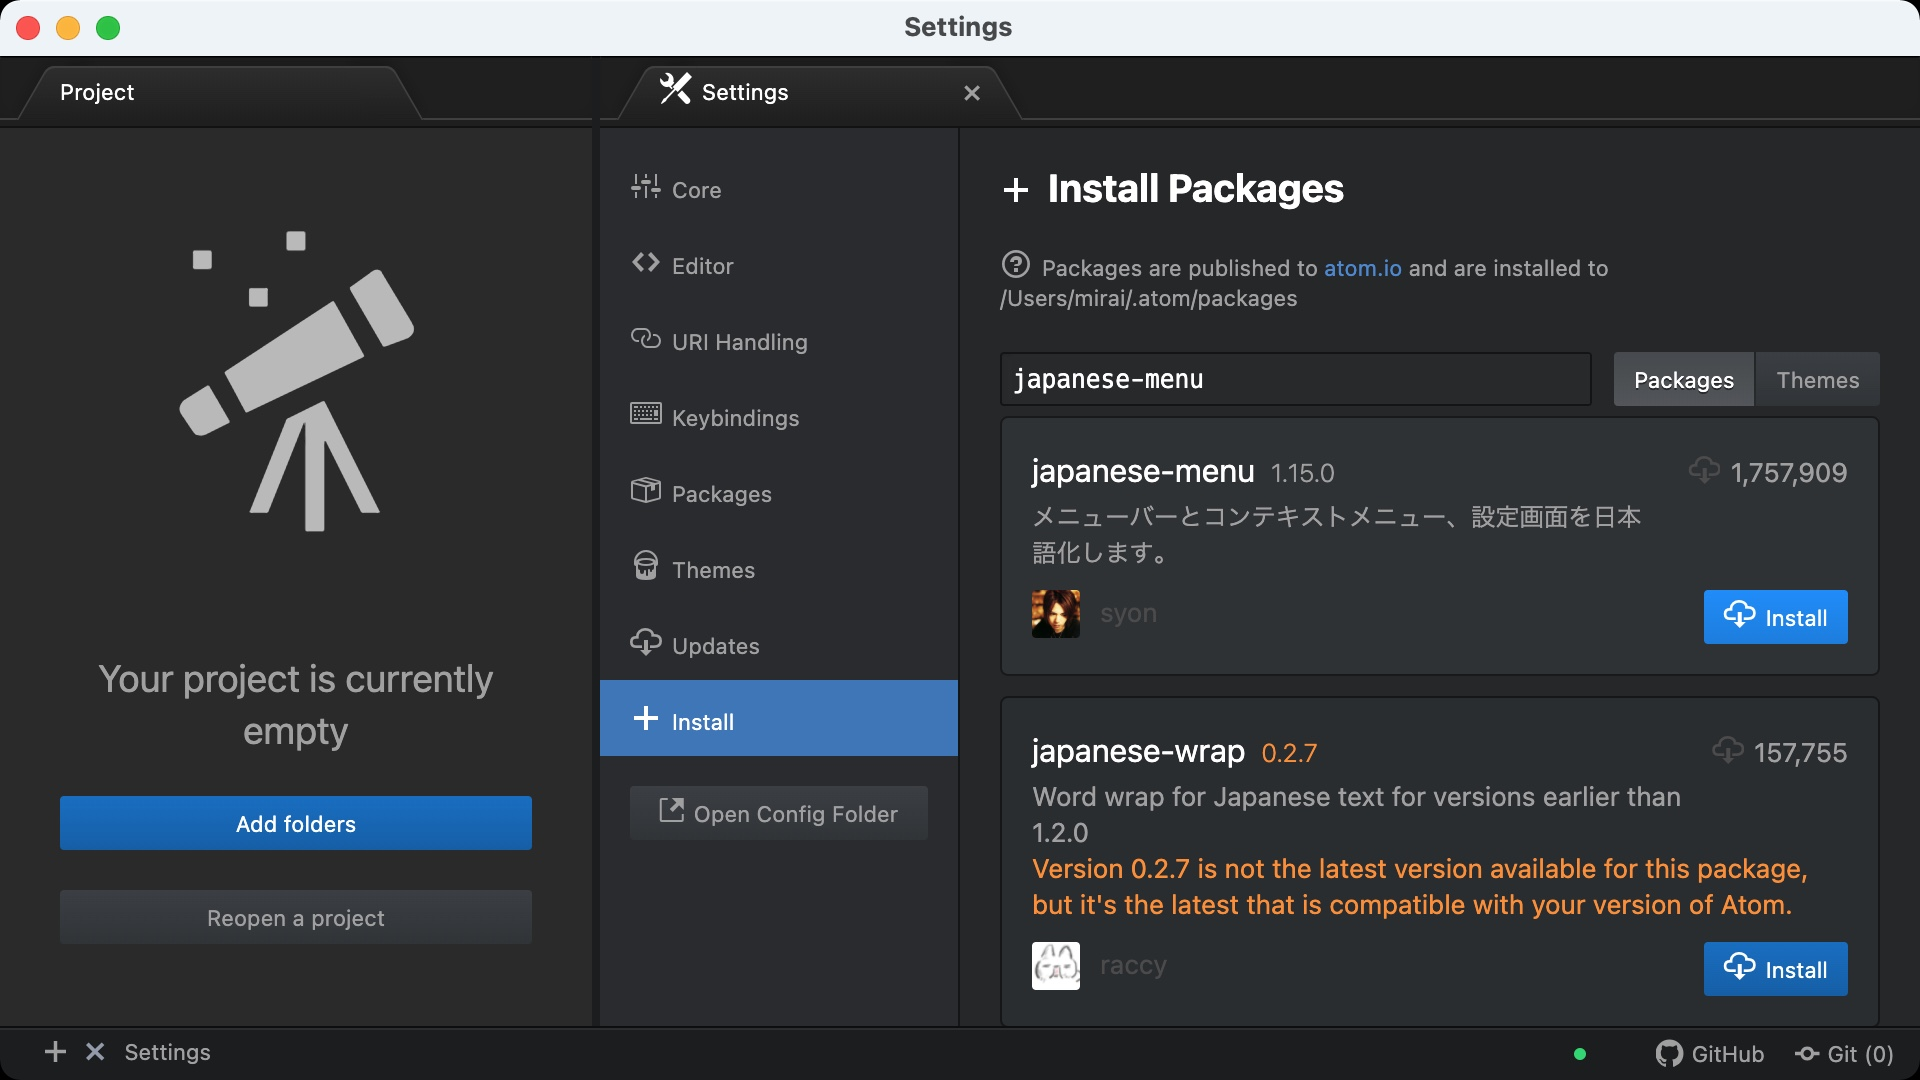 Settings
Project
Settings
Your project is currently
empty
Add folders
Reopen a project
Core
Editor
URI Handling
Keybindings
Packages
Themes
Updates
Install
Open Config Folder
Install Packages
Packages are published to atom.io and are installed to
/Users/mirai/.atom/packages
japanese-menu
Packages
Themes
japanese-menu 1.15.0 1,757,909
メニューバーとコンテキストメニュー、設定画面を日本
語化します。
syon
Install
japanese-wrap 0.2.7 157,755
Word wrap for Japanese text for versions earlier than
1.2.0
Version 0.2.7 is not the latest version available for this package,
but it's the latest that is compatible with your version of Atom.
raccy
Install
Settings
GitHub
Git (0)